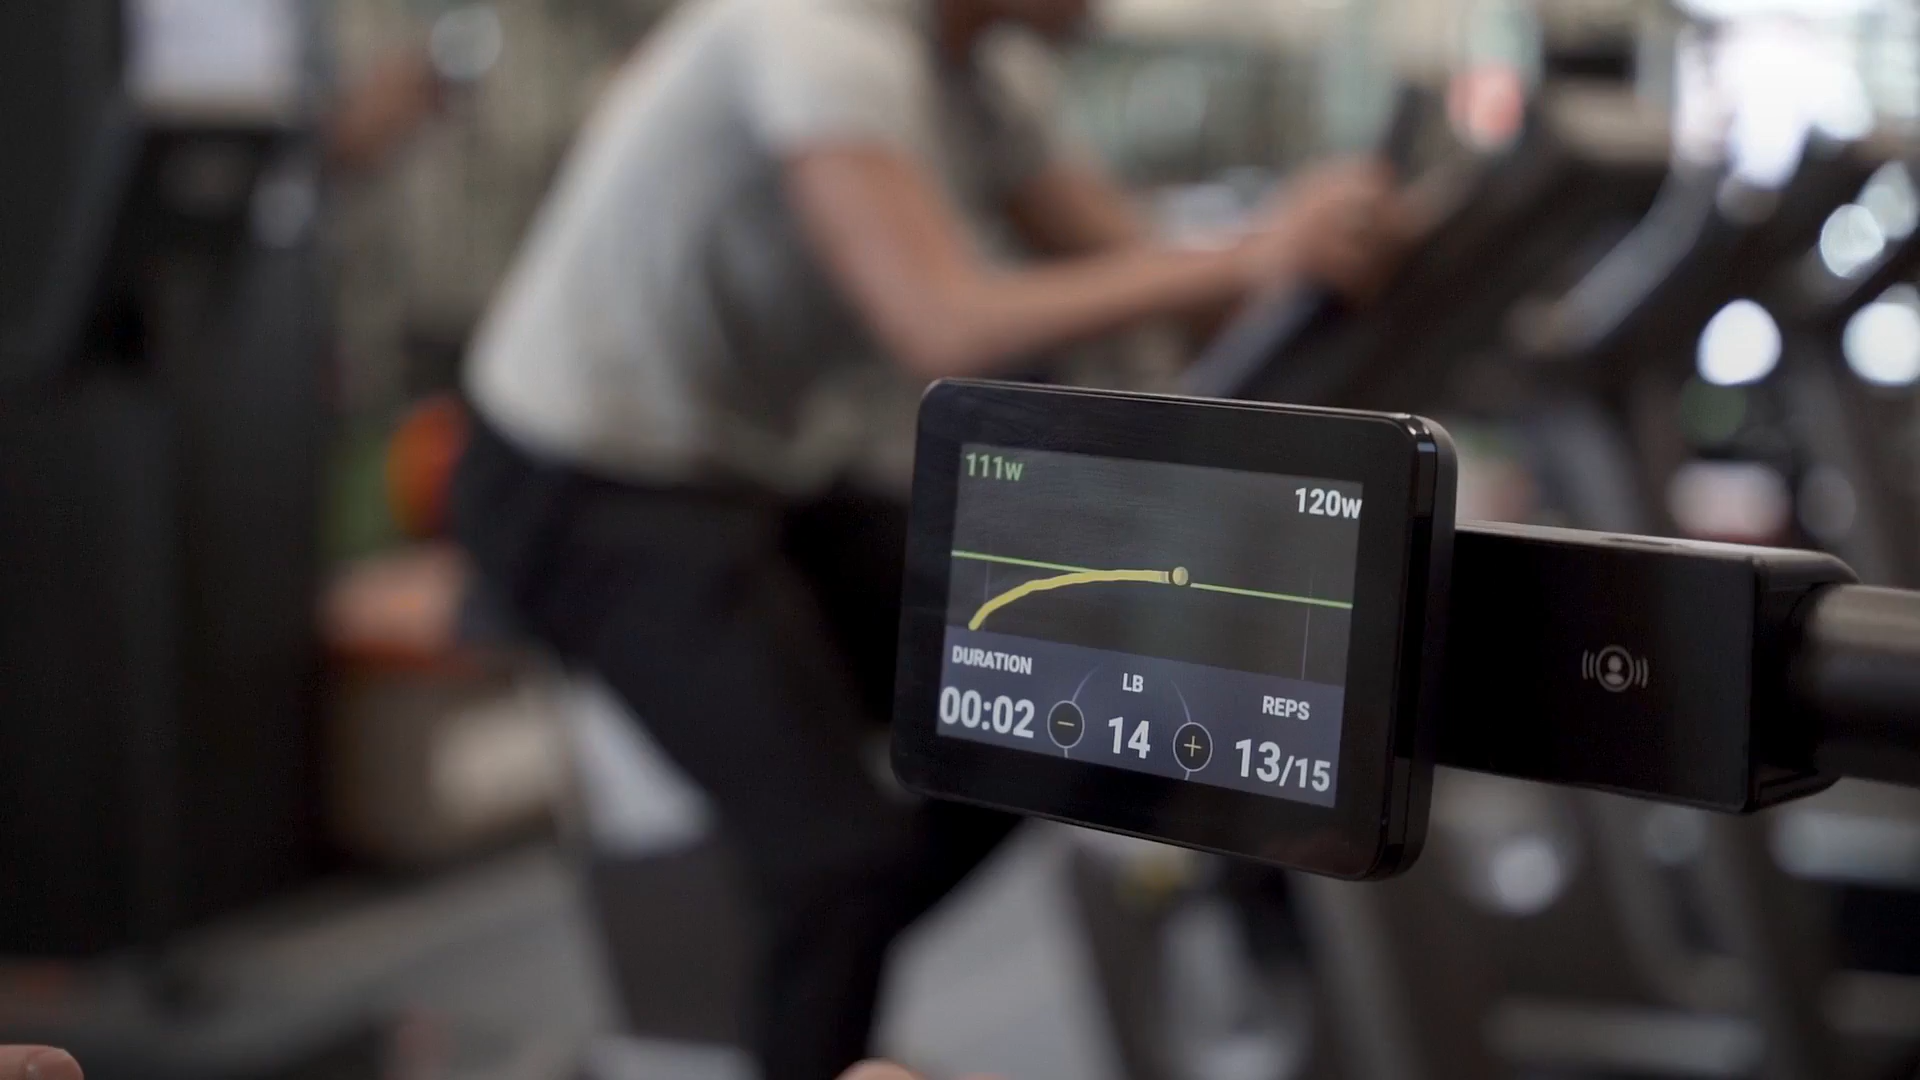 111w
120w
DURATION
LB
REPS
00:02
−
14
+
13/15